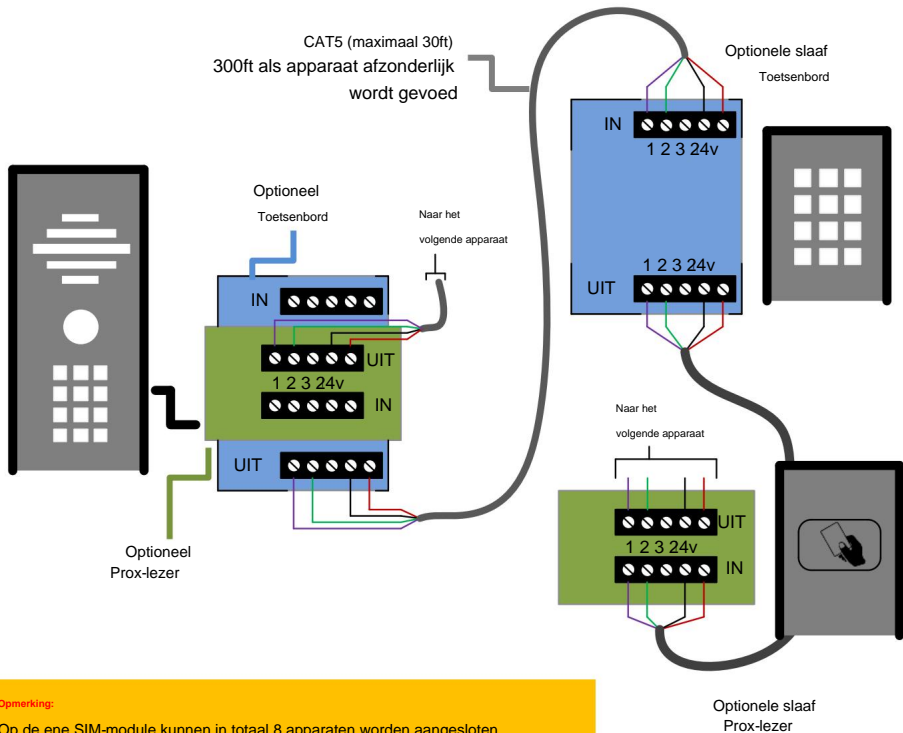 CAT5 (maximaal 30ft)
300ft als apparaat afzonderlijk
wordt gevoed
Optionele slaaf
Toetsenbord
IN
1 2 3 24v
1 2 3 24v
UIT
Optioneel
Toetsenbord
Naar het
volgende apparaat
IN
UIT
1 2 3 24v
IN
UIT
Optioneel
Prox-lezer
Naar het
volgende apparaat
UIT
1 2 3 24v
IN
Optionele slaaf
Prox-lezer
Opmerking:
Op de ene SIM-module kunnen in totaal 8 apparaten worden aangesloten